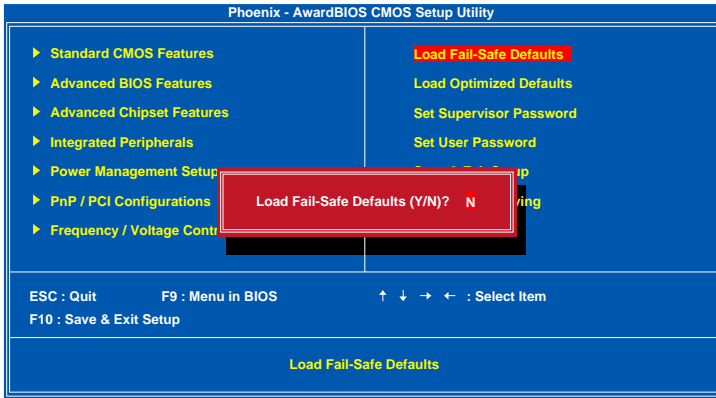 Phoenix - AwardBIOS CMOS Setup Utility
Standard CMOS Features
Advanced BIOS Features
Advanced Chipset Features
Integrated Peripherals
Power Management Setup
PnP / PCI Configurations
Frequency / Voltage
Load Fail-Safe Defaults
Load Optimized Defaults
Set Supervisor Password
Set User Password
Load Fail-Safe Defaults (Y/N)? N
ESC : Quit F9 : Menu in BIOS ↑ ↓ → ← : Select Item
F10 : Save & Exit Setup
Load Fail-Safe Defaults